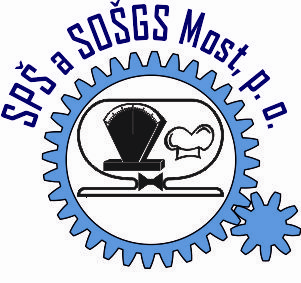 SPŠ a SOŠGS Most, p. o.